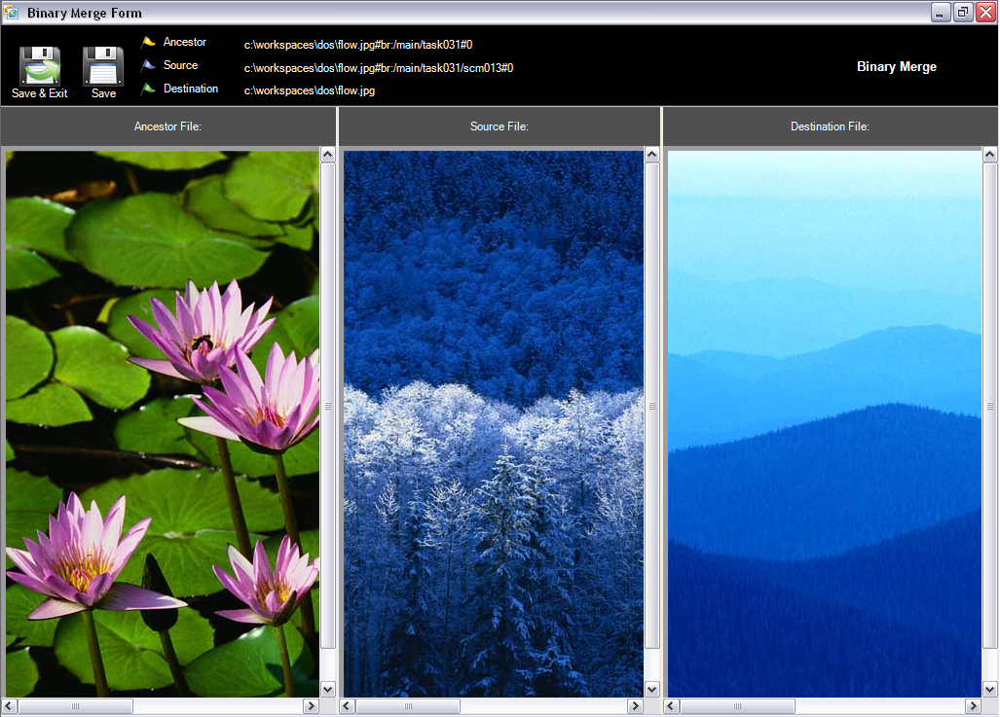 Binary Merge Form
Ancestor c:\workspaces\dos\flow.jpg#br:/main/task031#0
Source c:\workspaces\dos\flow.jpg#br:/main/task031/scm013#0
Destination c:\workspaces\dos\flow.jpg
Save & Exit
Save
Binary Merge
Ancestor File:
Source File:
Destination File: